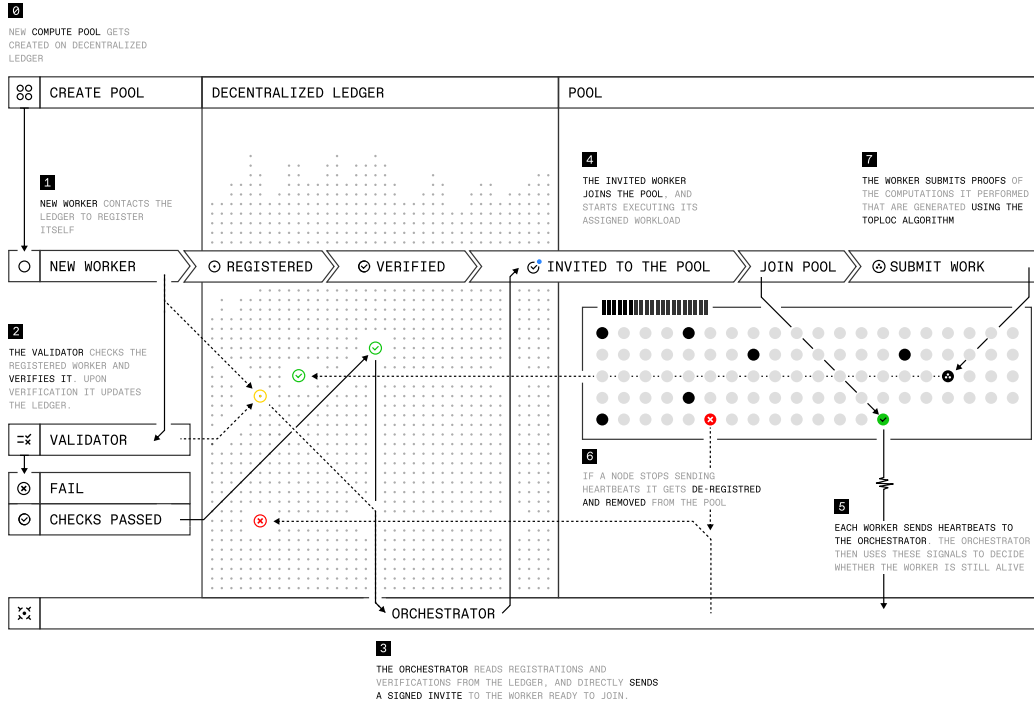 0
NEW COMPUTE POOL GETS
CREATED ON DECENTRALIZED
LEDGER
CREATE POOL
DECENTRALIZED LEDGER
POOL
1
NEW WORKER CONTACTS THE
LEDGER TO REGISTER
ITSELF
4
THE INVITED WORKER
JOINS THE POOL, AND
STARTS EXECUTING ITS
ASSIGNED WORKLOAD
7
THE WORKER SUBMITS PROOFS OF
THE COMPUTATIONS IT PERFORMED
THAT ARE GENERATED USING THE
TOPLOC ALGORITHM
NEW WORKER
REGISTERED
VERIFIED
INVITED TO THE POOL
JOIN POOL
SUBMIT WORK
2
THE VALIDATOR CHECKS THE
REGISTERED WORKER AND
VERIFIES IT. UPON
VERIFICATION IT UPDATES
THE LEDGER.
VALIDATOR
FAIL
CHECKS PASSED
6
IF A NODE STOPS SENDING
HEARTBEATS IT GETS DE-REGISTRED
AND REMOVED FROM THE POOL
5
EACH WORKER SENDS HEARTBEATS TO
THE ORCHESTRATOR. THE ORCHESTRATOR
THEN USES THESE SIGNALS TO DECIDE
WHETHER THE WORKER IS STILL ALIVE
ORCHESTRATOR
3
THE ORCHESTRATOR READS REGISTRATIONS AND
VERIFICATIONS FROM THE LEDGER, AND DIRECTLY SENDS
A SIGNED INVITE TO THE WORKER READY TO JOIN.